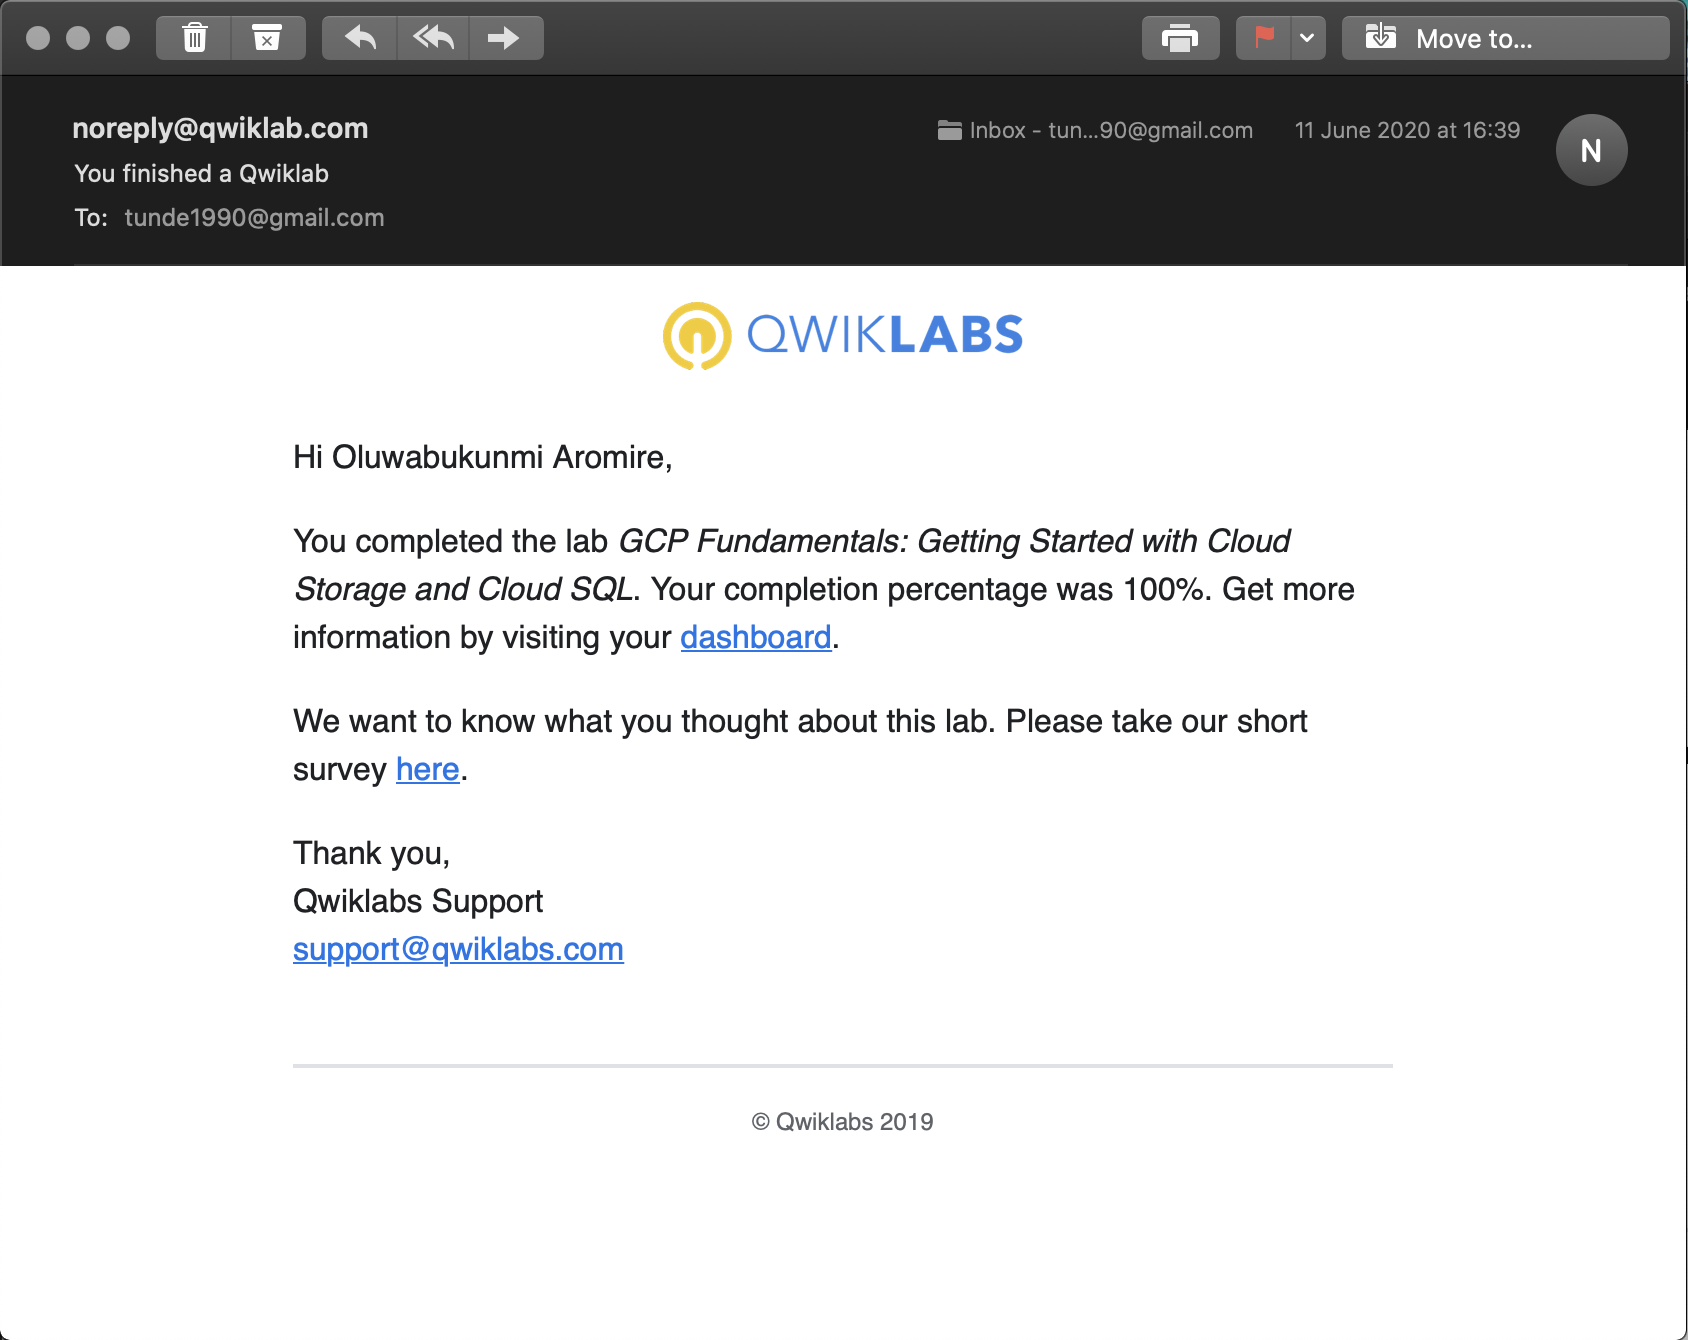 Move to...
noreply@qwiklab.com
Inbox - tun...90@gmail.com
11 June 2020 at 16:39
N
You finished a Qwiklab
To: tunde1990@gmail.com
QWIKLABS
Hi Oluwabukunmi Aromire,
You completed the lab GCP Fundamentals: Getting Started with Cloud
Storage and Cloud SQL. Your completion percentage was 100%. Get more
information by visiting your dashboard.
We want to know what you thought about this lab. Please take our short
survey here.
Thank you,
Qwiklabs Support
support@qwiklabs.com
© Qwiklabs 2019